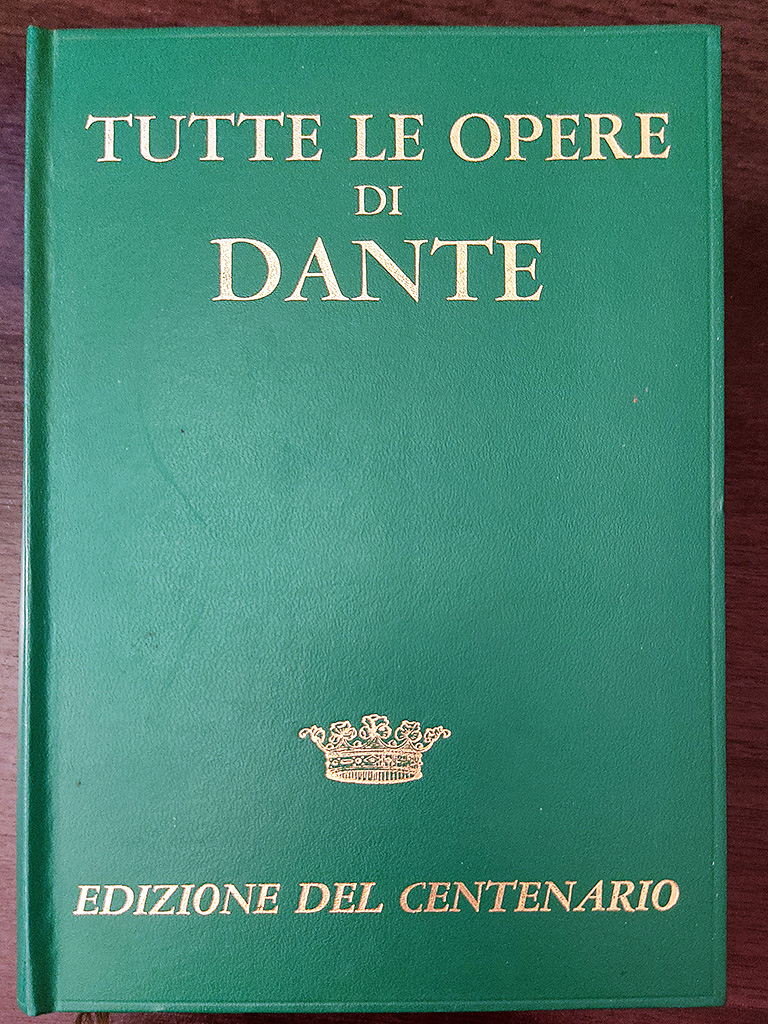 TUTTE LE OPERE
DI
DANTE
EDIZIONE DEL CENTENARIO